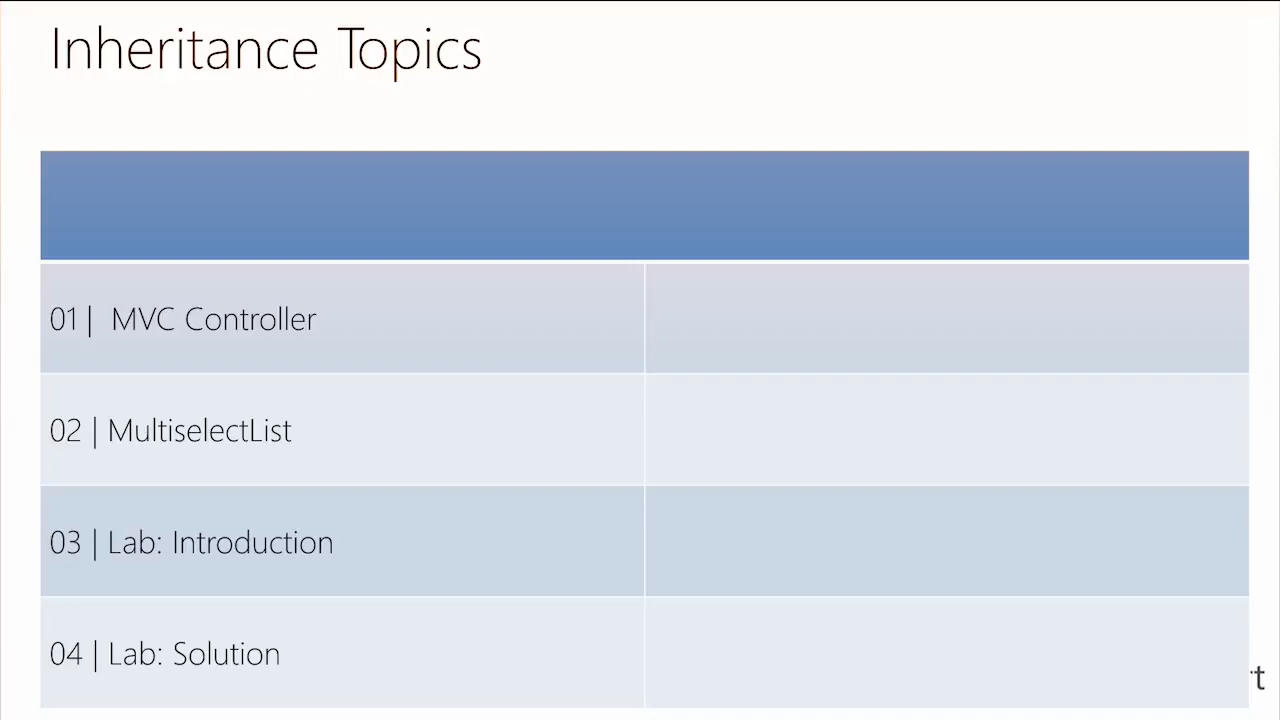 Inheritance Topics
01 | MVC Controller
02 | MultiselectList
03 | Lab: Introduction
04 | Lab: Solution